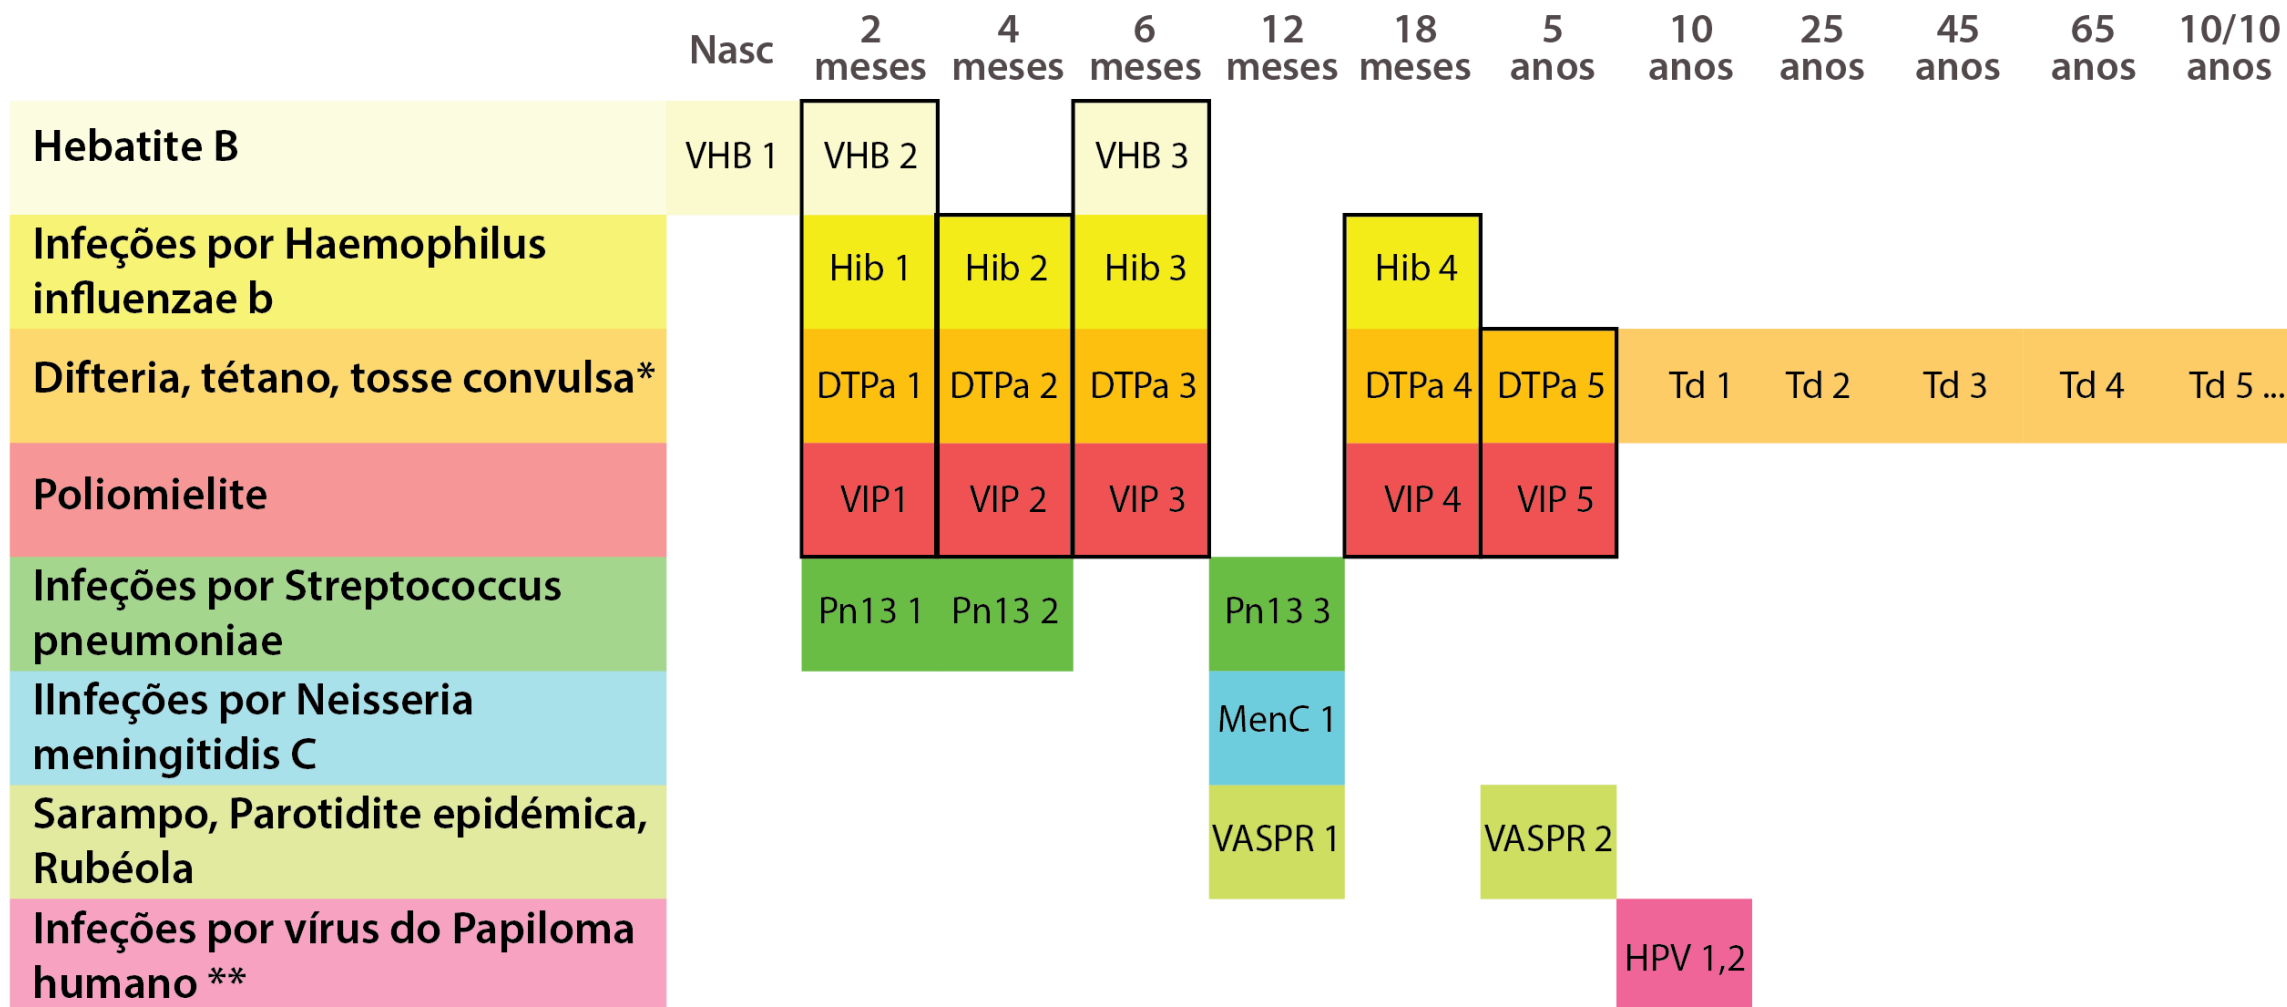 Nasc 2 meses 4 meses 6 meses 12 meses 18 meses 5 anos 10 anos 25 anos 45 anos 65 anos 10/10 anos
Hebatite B VHB 1 VHB 2 VHB 3
Infeções por Haemophilus
influenzae b Hib 1 Hib 2 Hib 3 Hib 4
Difteria, tétano, tosse convulsa* DTPa 1 DTPa 2 DTPa 3 DTPa 4 DTPa 5 Td 1 Td 2 Td 3 Td 4 Td 5 ...
Poliomielite VIP1 VIP 2 VIP 3 VIP 4 VIP 5
Infeções por Streptococcus
pneumoniae Pn13 1 Pn13 2 Pn13 3
IInfeções por Neisseria
meningitidis C MenC 1
Sarampo, Parotidite epidémica,
Rubéola VASPR 1 VASPR 2
Infeções por vírus do Papiloma
humano ** HPV 1,2